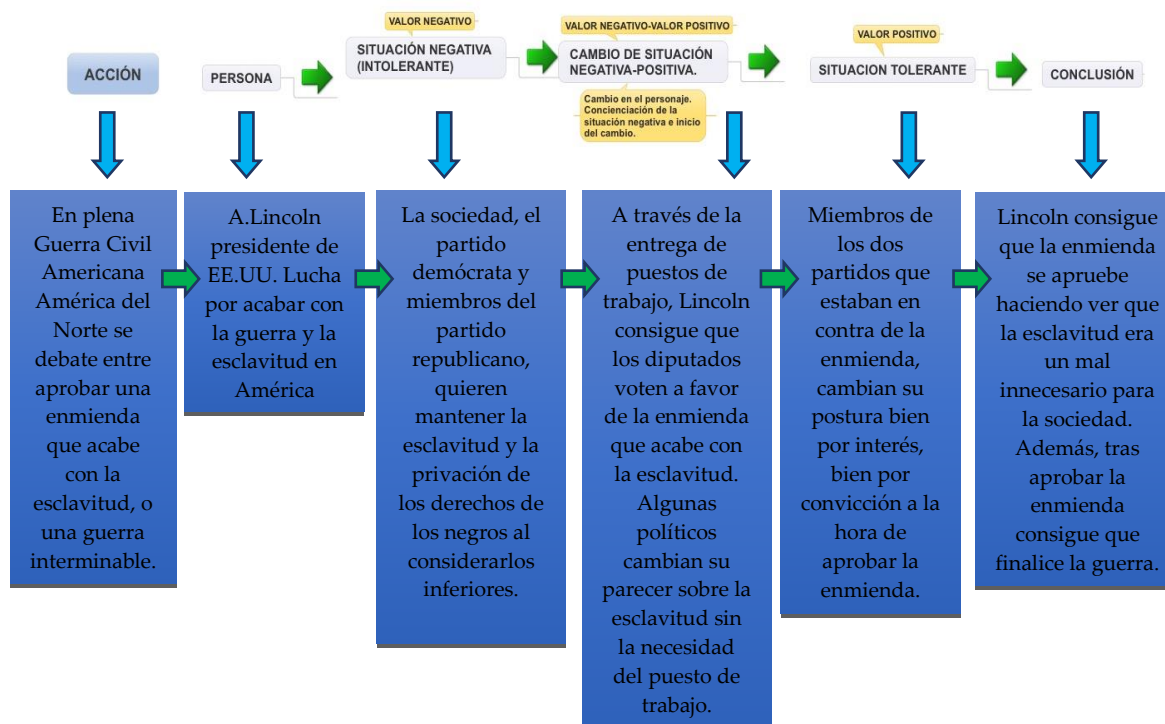 VALOR NEGATIVO
SITUACIÓN NEGATIVA
(INTOLERANTE)
VALOR NEGATIVO-VALOR POSITIVO
CAMBIO DE SITUACIÓN
NEGATIVA-POSITIVA.
Cambio en el personaje.
Concienciación de la
situación negativa e inicio
del cambio.
VALOR POSITIVO
SITUACION TOLERANTE
CONCLUSIÓN
ACCIÓN
PERSONA
En plena
Guerra Civil
Americana
América del
Norte se
debate entre
aprobar una
enmienda
que acabe
con la
esclavitud, o
una guerra
interminable.
A.Lincoln
presidente de
EE.UU. Lucha
por acabar con
la guerra y la
esclavitud en
América
La sociedad, el
partido
demócrata y
miembros del
partido
republicano,
quieren
mantener la
esclavitud y la
privación de
los derechos de
los negros al
considerarlos
inferiores.
A través de la
entrega de
puestos de
trabajo, Lincoln
consigue que
los diputados
voten a favor
de la enmienda
que acabe con
la esclavitud.
Algunas
políticos
cambian su
parecer sobre la
esclavitud sin
la necesidad
del puesto de
trabajo.
Miembros de
los dos
partidos que
estaban en
contra de la
enmienda,
cambian su
postura bien
por interés,
bien por
convicción a la
hora de
aprobar la
enmienda.
Lincoln consigue
que la enmienda
se apruebe
haciendo ver que
la esclavitud era
un mal
innecesario para
la sociedad.
Además, tras
aprobar la
enmienda
consigue que
finalice la guerra.